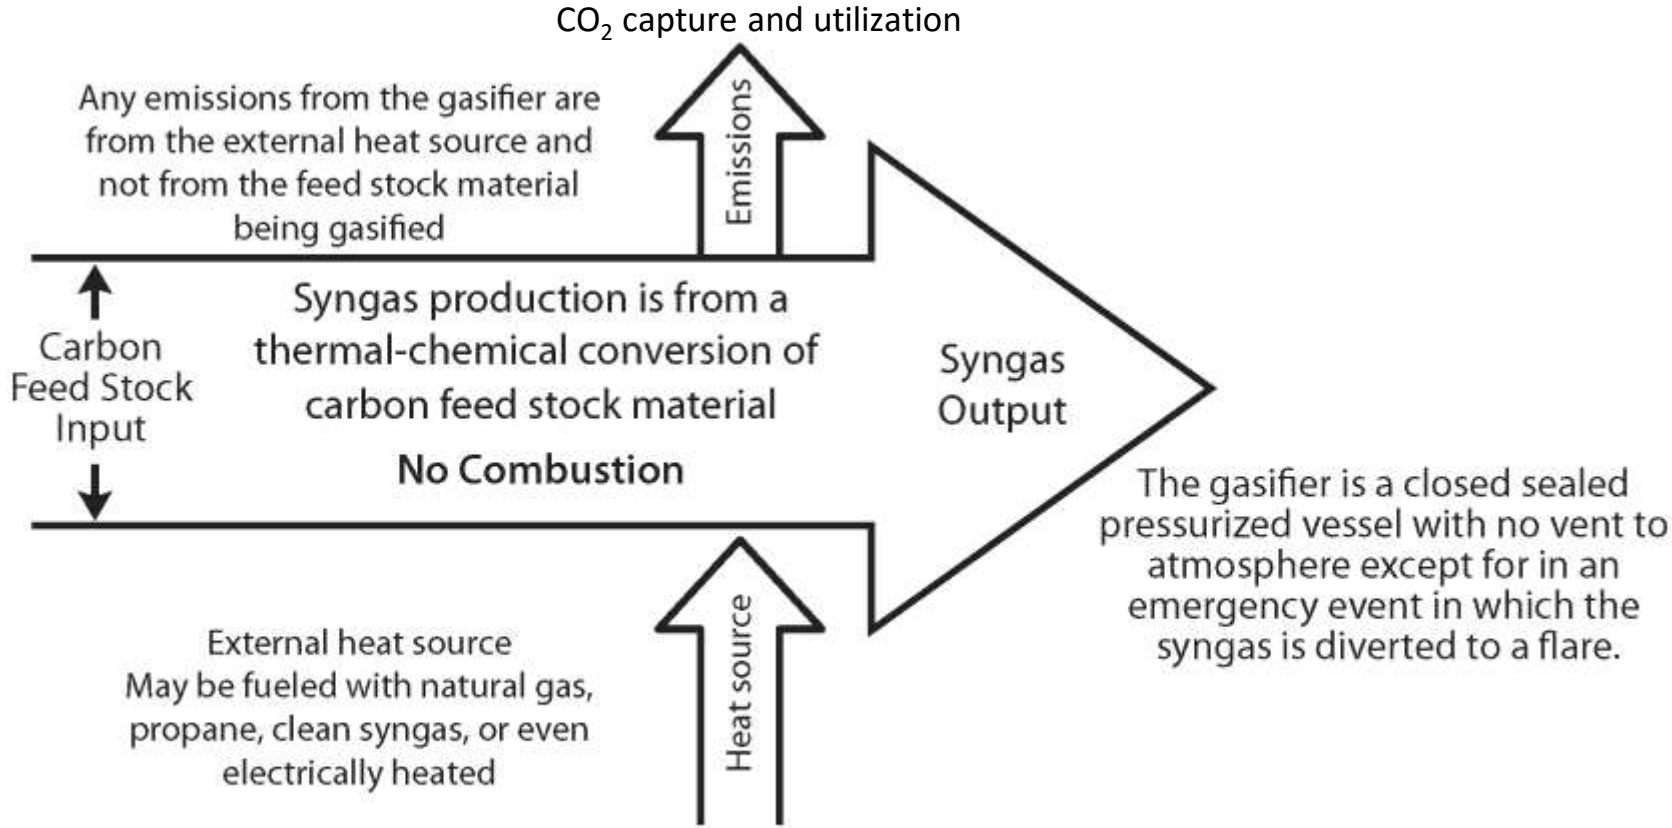 CO₂ capture and utilization
Any emissions from the gasifier are
from the external heat source and
not from the feed stock material
being gasified
Emissions
Carbon
Feed Stock
Input
Syngas production is from a
thermal-chemical conversion of
carbon feed stock material
No Combustion
Syngas
Output
The gasifier is a closed sealed
pressurized vessel with no vent to
atmosphere except for in an
emergency event in which the
syngas is diverted to a flare.
External heat source
May be fueled with natural gas,
propane, clean syngas, or even
electrically heated
Heat source